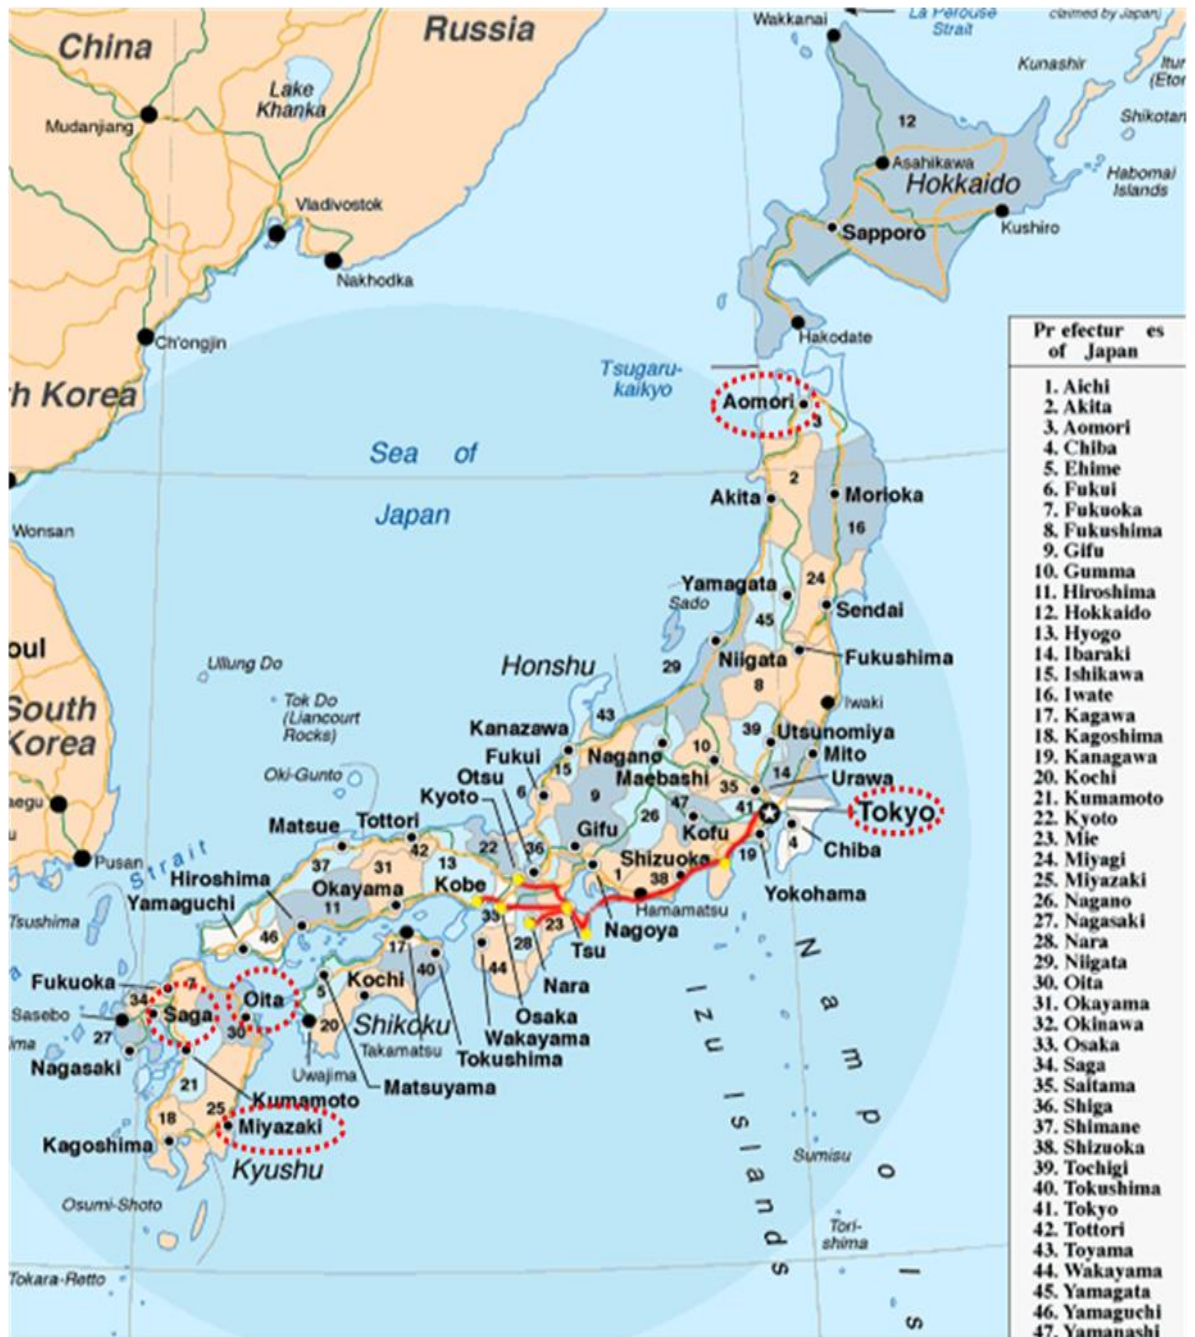 Wakkanai
La Perouse
Strait
claimed by Japan)
China
Russia
Kunashir
Lake
Khanka
Mudanjiang
12
Asahikawa
Hokkaido
Habomai
Islands
Vladivostok
Sapporo
Kushiro
Nakhodka
Ch'ongjin
Hakodate
Tsugaru-
kaikyo
Korea
Aomori
3
Sea of
Japan
2
Akita
Morioka
16
Wonsan
Yamagata
24
Sado
45
Sendai
Ullung Do
Honshu
29
Niigata
Fukushima
8
Tok Do
(Liancourt
Rocks)
South
Korea
Iwaki
43
Kanazawa
39
Utsunomiya
Nagano
10
Mito
Fukui
15
Oki-Gunto
Otsu
Maebashi
14
Urawa
6
9
35
Kyoto
47
41
Tokyo
26
Matsue
Tottori
Gifu
Kofu
4
Chiba
Pusan
Strait
37
42
13
22
36
31
Shizuoka
19
Hiroshima
Okayama
Kobe
1
38
Yokohama
Yamaguchi
11
33
Hamamatsu
Tsushima
46
17
28
23
Nagoya
Tsu
Fukuoka
7
Kochi
40
44
Nara
34
Oita
5
Saga
Sasebo
30
20
Shikoku
Osaka
27
Takamatsu
Wakayama
Tokushima
Nagasaki
Uwajima
21
Matsuyama
Kumamoto
18
25
Miyazaki
Kagoshima
Kyushu
Osumi-Shoto
Sumisu
Tori-
shima
Tokara-Retto
Nampo
Izu Islands
Pr efectur es
of Japan
1. Aichi
2. Akita
3. Aomori
4. Chiba
5. Ehime
6. Fukui
7. Fukuoka
8. Fukushima
9. Gifu
10. Gumma
11. Hiroshima
12. Hokkaido
13. Hyogo
14. Ibaraki
15. Ishikawa
16. Iwate
17. Kagawa
18. Kagoshima
19. Kanagawa
20. Kochi
21. Kumamoto
22. Kyoto
23. Mie
24. Miyagi
25. Miyazaki
26. Nagano
27. Nagasaki
28. Nara
29. Niigata
30. Oita
31. Okayama
32. Okinawa
33. Osaka
34. Saga
35. Saitama
36. Shiga
37. Shimane
38. Shizuoka
39. Tochigi
40. Tokushima
41. Tokyo
42. Tottori
43. Toyama
44. Wakayama
45. Yamagata
46. Yamaguchi
47. Yamanashi